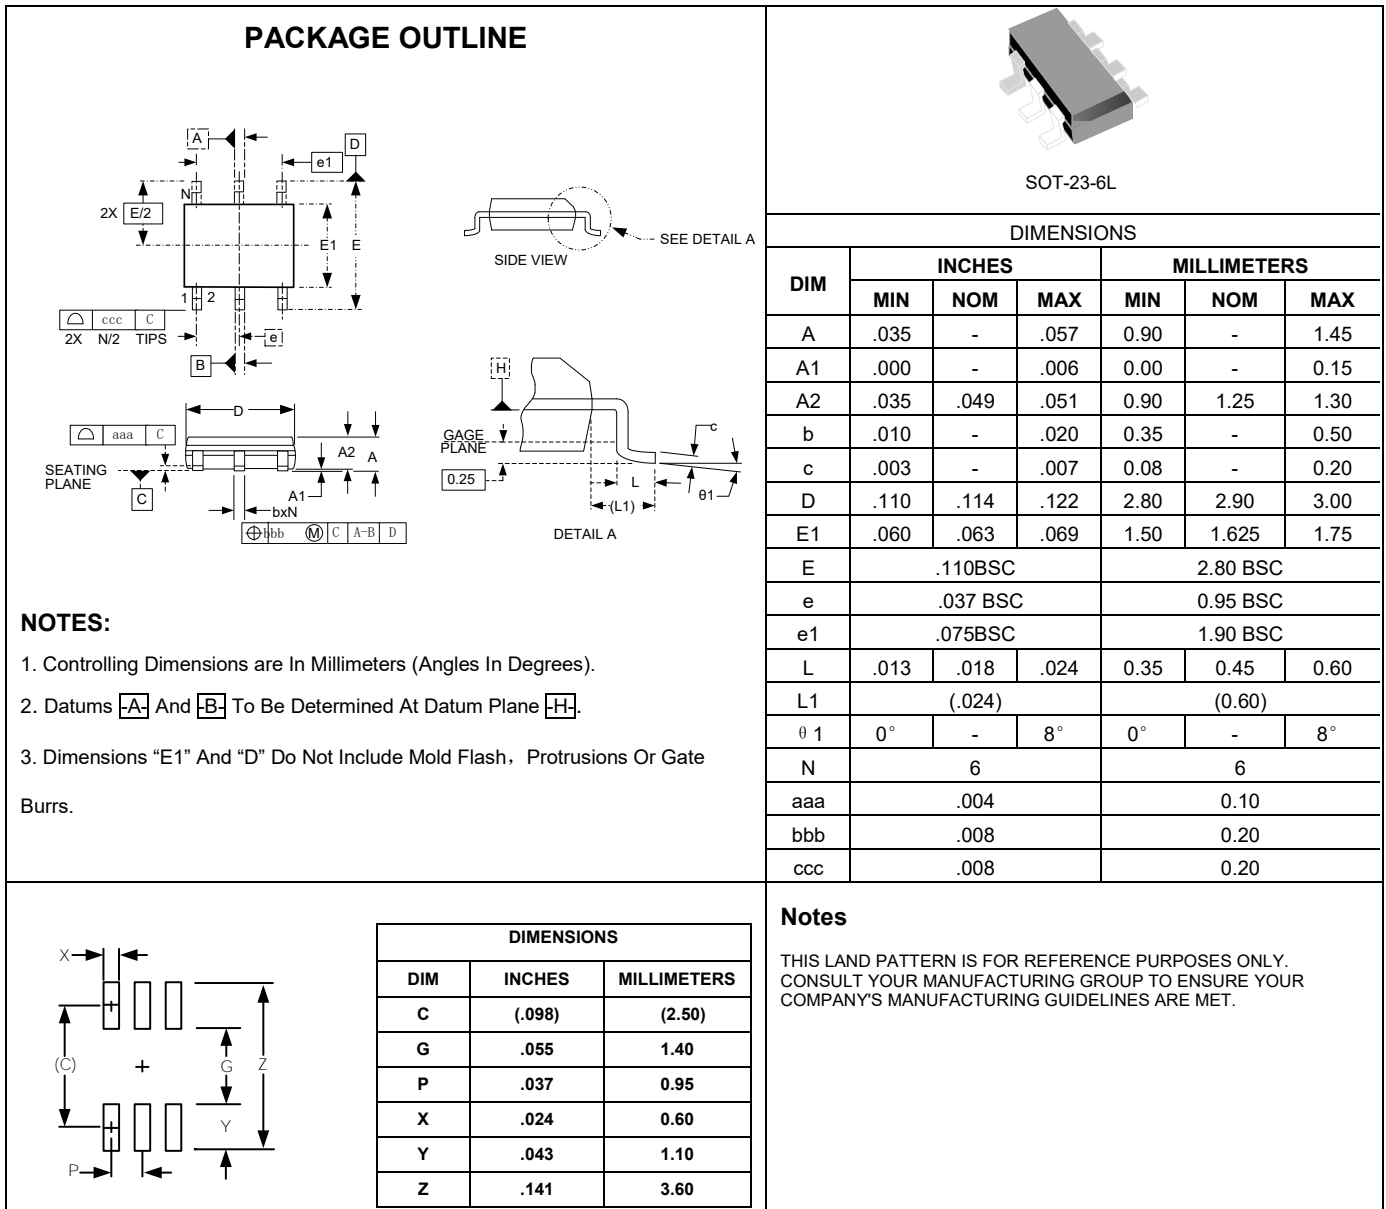 PACKAGE OUTLINE
A
D
e1
N
2X E/2
E1 E
1 2
ccc C
2X N/2 TIPS
e
B
SEE DETAIL A
SIDE VIEW
D
aaa C
A2 A
SEATING
PLANE
C
A1
bxN
bbb M C A-B D
H
GAGE
PLANE
c
0.25
L
(L1)
θ1
DETAIL A
NOTES:
1. Controlling Dimensions are In Millimeters (Angles In Degrees).
2. Datums -A- And -B- To Be Determined At Datum Plane -H-.
3. Dimensions “E1” And “D” Do Not Include Mold Flash，Protrusions Or Gate
Burrs.
SOT-23-6L
DIMENSIONS
DIM INCHES MILLIMETERS
MIN NOM MAX MIN NOM MAX
A .035 - .057 0.90 - 1.45
A1 .000 - .006 0.00 - 0.15
A2 .035 .049 .051 0.90 1.25 1.30
b .010 - .020 0.35 - 0.50
c .003 - .007 0.08 - 0.20
D .110 .114 .122 2.80 2.90 3.00
E1 .060 .063 .069 1.50 1.625 1.75
E .110BSC 2.80 BSC
e .037 BSC 0.95 BSC
e1 .075BSC 1.90 BSC
L .013 .018 .024 0.35 0.45 0.60
L1 (.024) (0.60)
θ 1 0° - 8° 0° - 8°
N 6 6
aaa .004 0.10
bbb .008 0.20
ccc .008 0.20
X
(C)
G
Z
Y
P
DIMENSIONS
DIM INCHES MILLIMETERS
C (.098) (2.50)
G .055 1.40
P .037 0.95
X .024 0.60
Y .043 1.10
Z .141 3.60
Notes
THIS LAND PATTERN IS FOR REFERENCE PURPOSES ONLY.
CONSULT YOUR MANUFACTURING GROUP TO ENSURE YOUR
COMPANY'S MANUFACTURING GUIDELINES ARE MET.